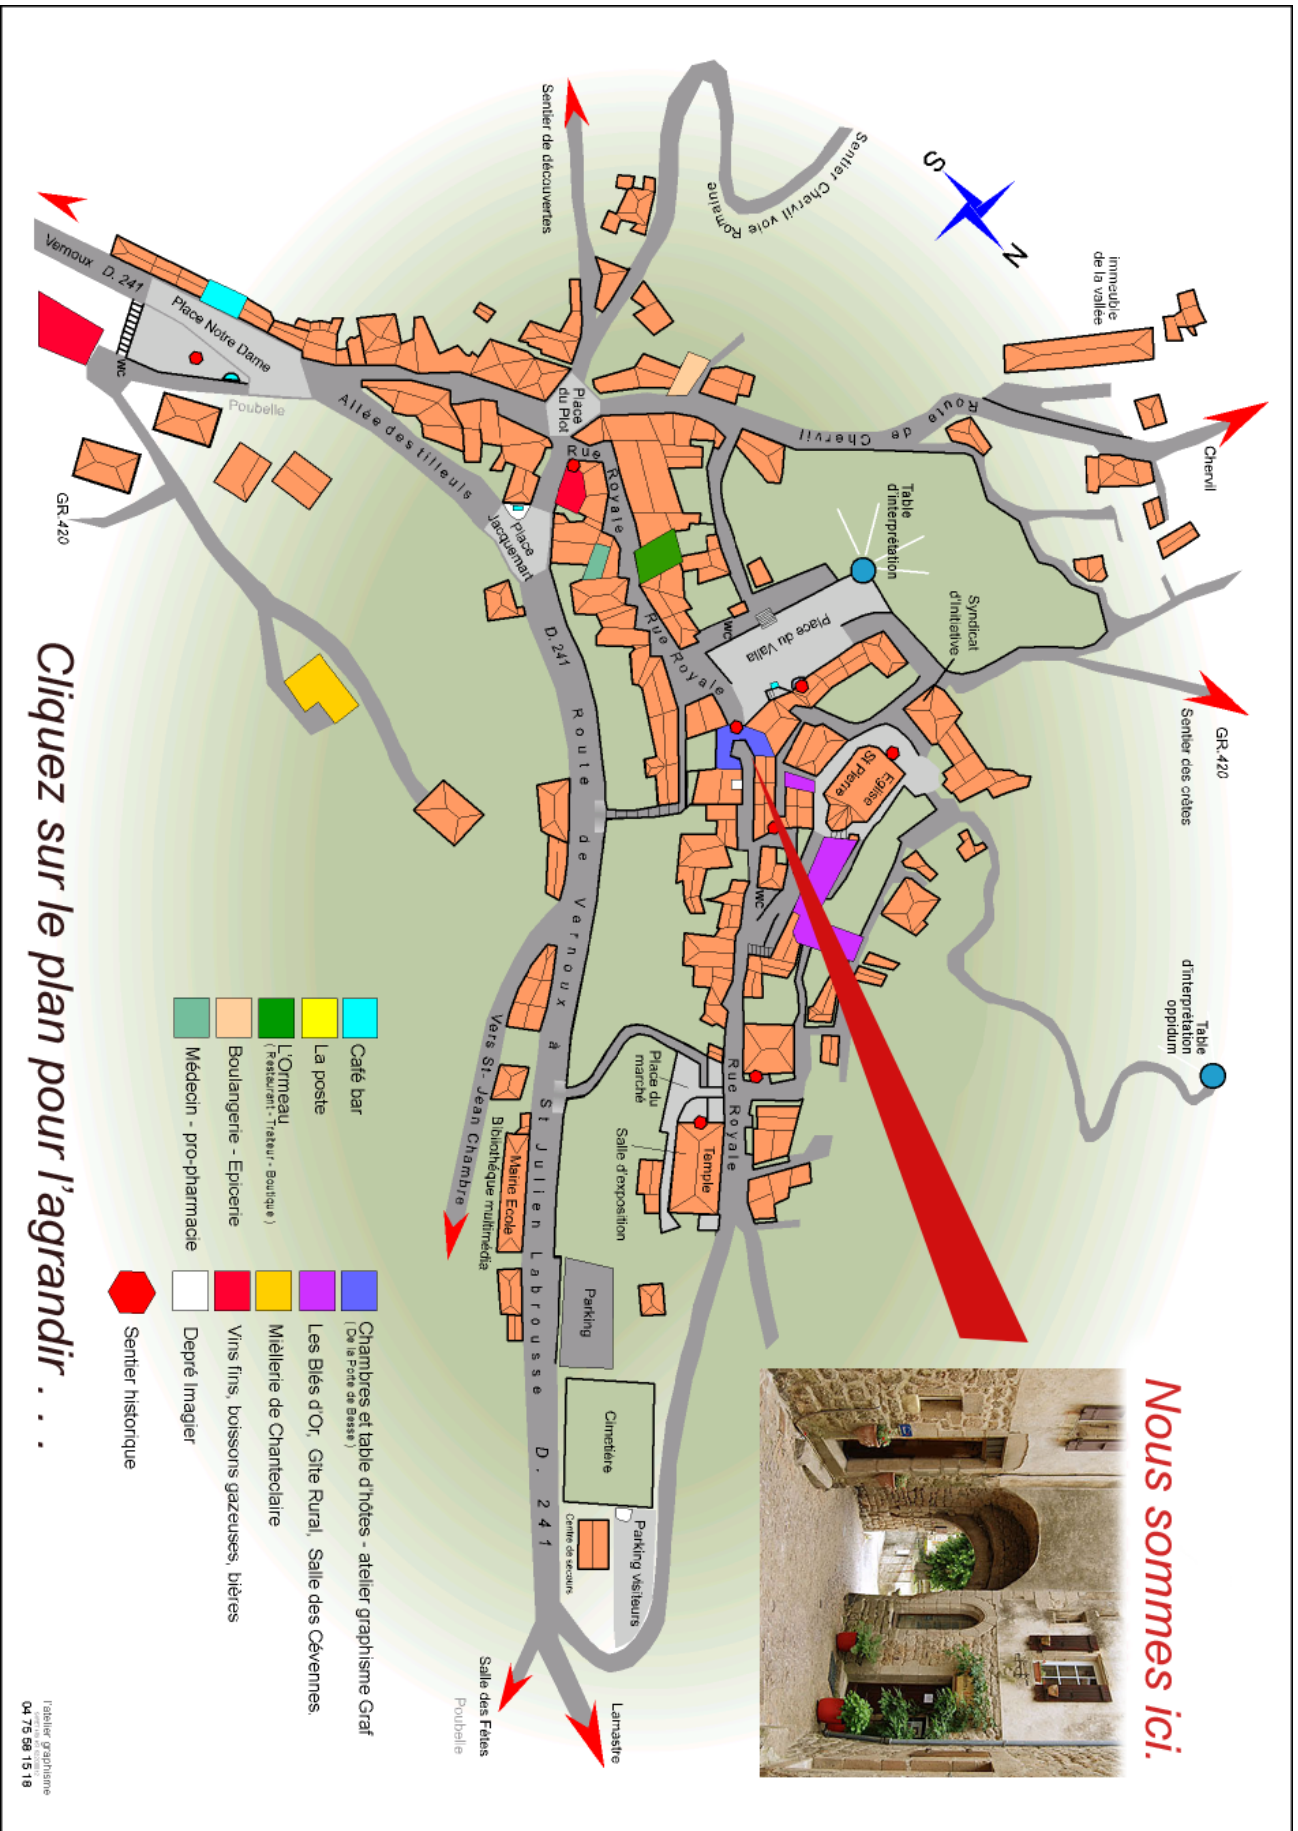 Nous sommes ici.
S
N
immeuble
de la vallée
Chervil
Sentier Chervil voie Romaine
Sentier de découvertes
Route de Chervil
Table
d'interprétation
Syndicat
d'Initiative
GR.420
Sentier des crêtes
Table
d'interprétation
oppidum
Vernoux D. 241
Place Notre Dame
WC
Poubelle
GR.420
Allée des tilleuls
Place
du Plot
Rue Royale
Place
Jacquemart
Place du Valla
WC
Rue Royale
Eglise
St Pierre
WC
D. 241 Route de Vernoux à St Julien Labrousse D. 241
Vers St. Jean Chambre
Place du
marché
Rue Royale
Temple
Salle d'exposition
Mairie Ecole
Bibliothèque multimédia
Parking
Cimetière
Parking visiteurs
Centre de secours
Lamastre
Salle des Fêtes
Poubelle
Café bar
La poste
L'Ormeau
( Restaurant - Traiteur - Boutique )
Boulangerie - Epicerie
Médecin - pro-pharmacie
Chambres et table d'hôtes - atelier graphisme Graf
( De la Porte de Besse )
Les Blés d'Or, Gîte Rural, Salle des Cévennes.
Mièllerie de Chanteclaire
Vins fins, boissons gazeuses, bières
Depré Imagier
Sentier historique
Cliquez sur le plan pour l'agrandir . . .
l'atelier graphisme
04 75 58 15 18